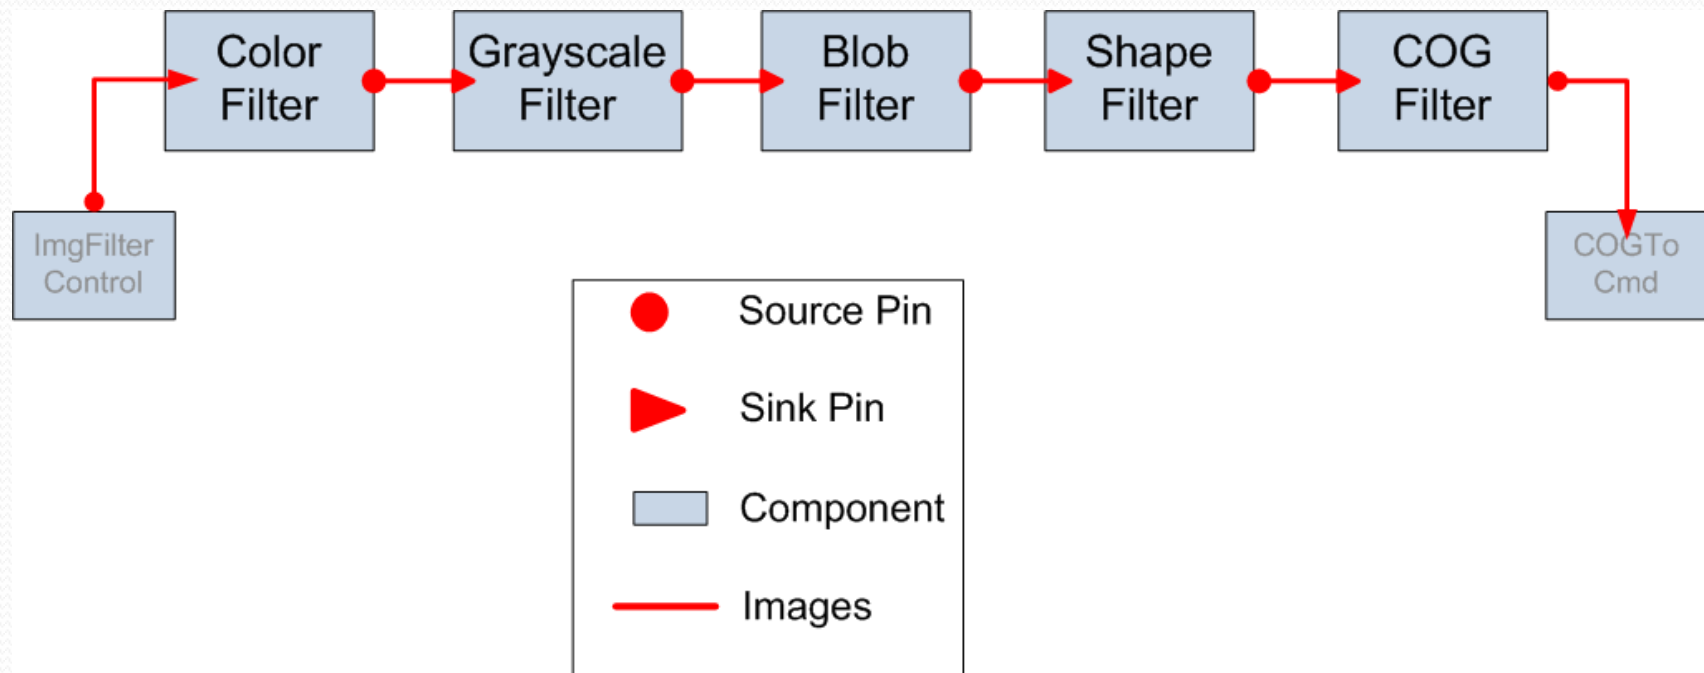 Color
Filter
Grayscale
Filter
Blob
Filter
Shape
Filter
COG
Filter
ImgFilter
Control
COGTo
Cmd
Source Pin
Sink Pin
Component
Images